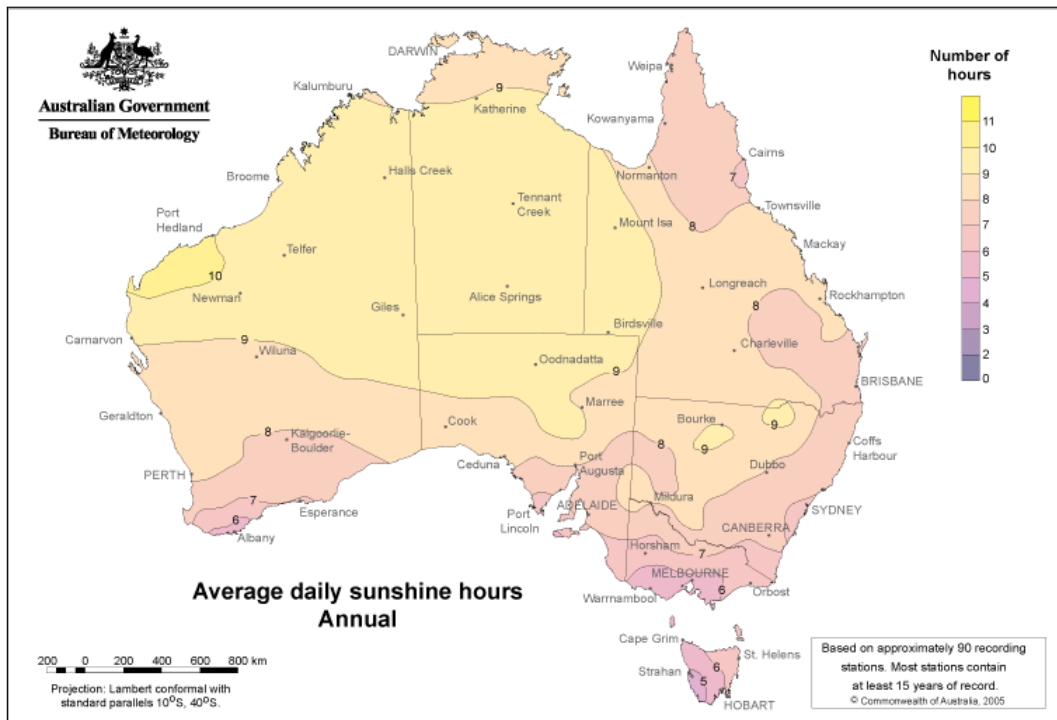 Australian Government
Bureau of Meteorology
DARWIN
Kalumburu
9
Katherine
Weipa
Kowanyama
Number of
hours
11
10
9
8
7
6
5
4
3
2
0
Broome
Halls Creek
Normanton
Cairns
7
Port
Hedland
Tennant
Creek
Mount Isa
Townsville
8
Telfer
Mackay
10
Newman
Alice Springs
Longreach
Giles
8
Rockhampton
Carnarvon
9
Wiluna
Birdsville
Charleville
Oodnadatta
9
BRISBANE
Geraldton
Marree
Bourke
9
8
Kalgoorlie-
Boulder
Cook
8
9
Coffs
Harbour
PERTH
Ceduna
Port
Augusta
Dubbo
7
Esperance
Mildura
6
Albany
Port
Lincoln
ADELAIDE
SYDNEY
CANBERRA
Horsham
7
MELBOURNE
Warrnambool
6
Orbost
Average daily sunshine hours
Annual
Cape Grim
6
St. Helens
Strahan
5
HOBART
200 0 200 400 600 800 km
Projection: Lambert conformal with
standard parallels 10°S, 40°S.
Based on approximately 90 recording
stations. Most stations contain
at least 15 years of record.
© Commonwealth of Australia, 2005